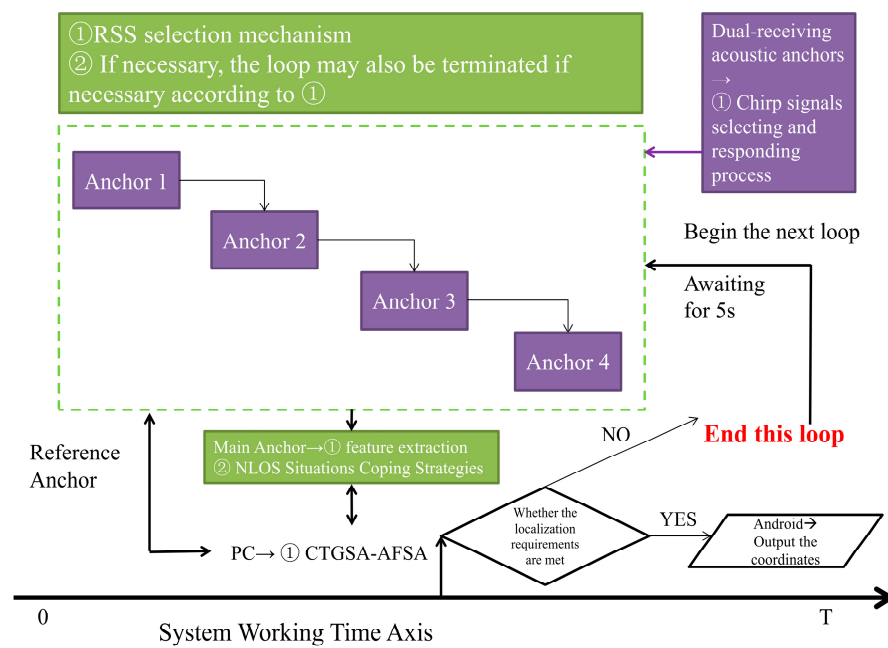 ①RSS selection mechanism
② If necessary, the loop may also be terminated if
necessary according to ①
Dual-receiving
acoustic anchors
→
① Chirp signals
selecting and
responding
process
Anchor 1
Anchor 2
Anchor 3
Anchor 4
Begin the next loop
Awaiting
for 5s
End this loop
Reference
Anchor
Main Anchor→① feature extraction
② NLOS Situations Coping Strategies
NO
PC→ ① CTGSA-AFSA
Whether the
localization
requirements
are met
YES
Android→
Output the
coordinates
0
T
System Working Time Axis